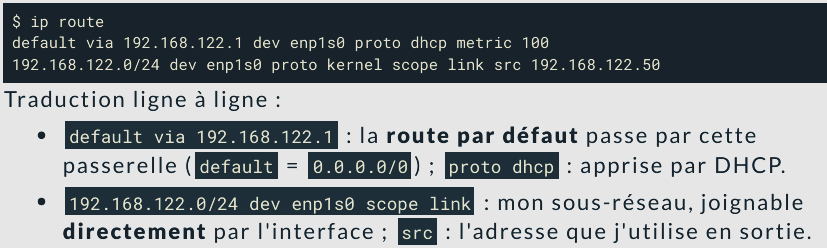 $ ip route
default via 192.168.122.1 dev enp1s0 proto dhcp metric 100
192.168.122.0/24 dev enp1s0 proto kernel scope link src 192.168.122.50
Traduction ligne à ligne :
• default via 192.168.122.1 : la route par défaut passe par cette
passerelle ( default = 0.0.0.0/0 ) ; proto dhcp : apprise par DHCP.
• 192.168.122.0/24 dev enp1s0 scope link : mon sous-réseau, joignable
directement par l'interface ; src : l'adresse que j'utilise en sortie.